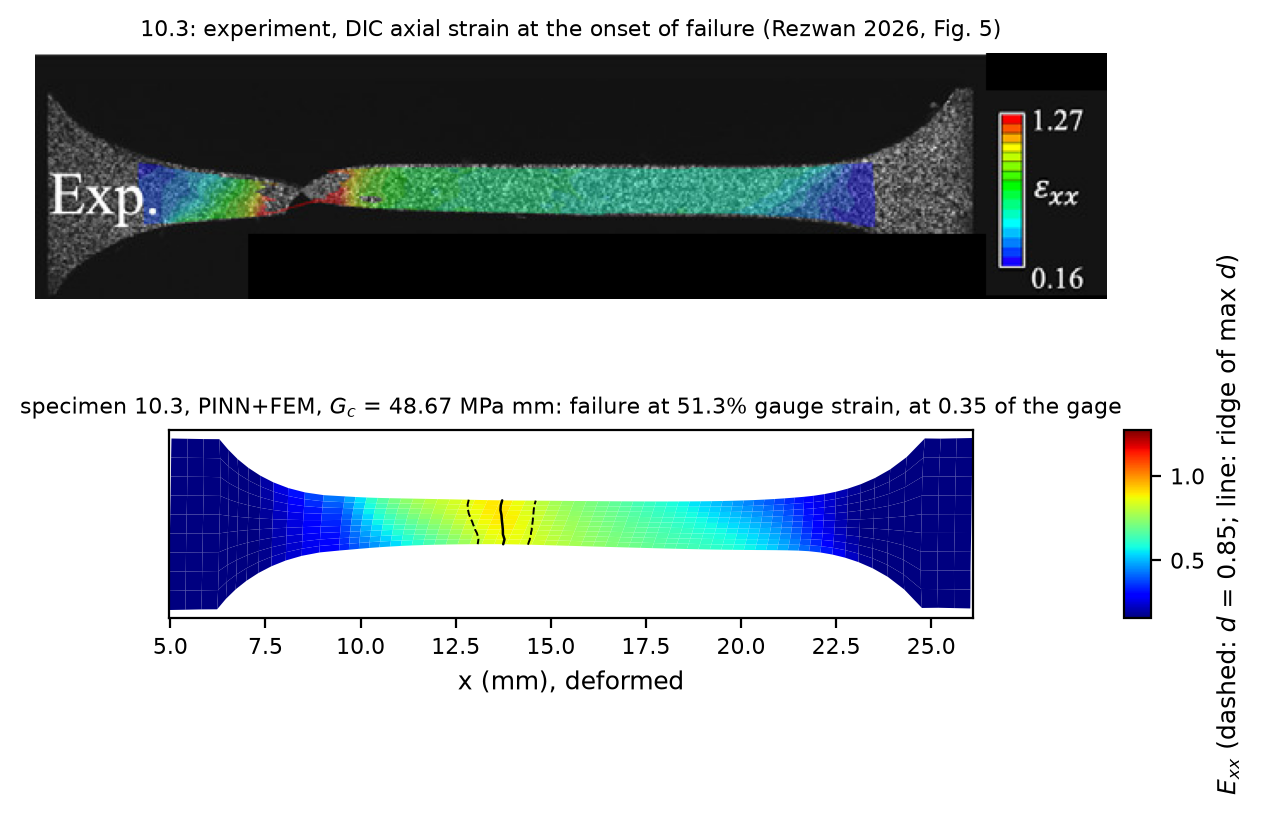 10.3: experiment, DIC axial strain at the onset of failure (Rezwan 2026, Fig. 5)
Exp.
1.27
εxx
0.16
specimen 10.3, PINN+FEM, Gc = 48.67 MPa mm: failure at 51.3% gauge strain, at 0.35 of the gage
1.0
0.5
Exx (dashed: d = 0.85; line: ridge of max d)
5.0 7.5 10.0 12.5 15.0 17.5 20.0 22.5 25.0
x (mm), deformed